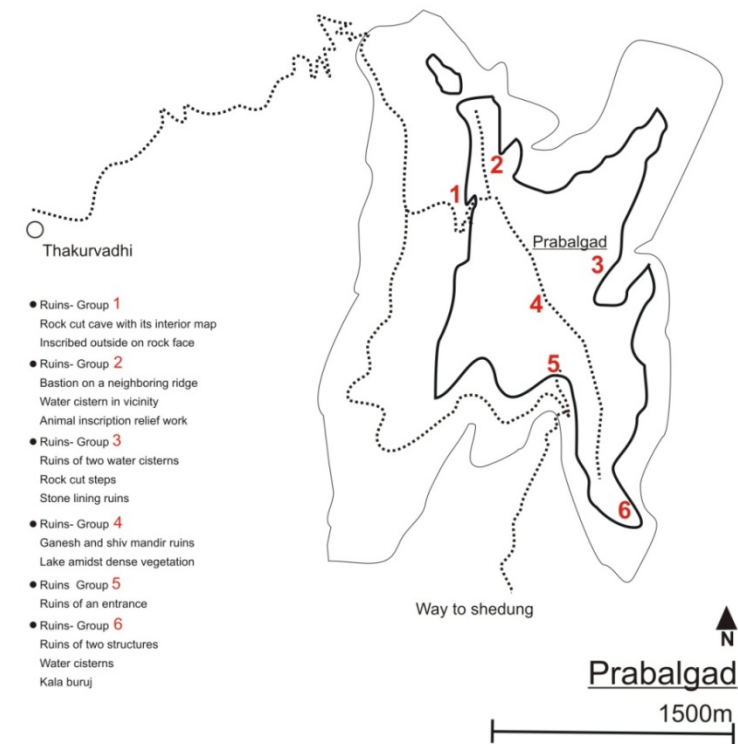 Thakurvadhi
● Ruins- Group 1
Rock cut cave with its interior map
Inscribed outside on rock face
● Ruins- Group 2
Bastion on a neighboring ridge
Water cistern in vicinity
Animal inscription relief work
● Ruins- Group 3
Ruins of two water cisterns
Rock cut steps
Stone lining ruins
● Ruins- Group 4
Ganesh and shiv mandir ruins
Lake amidst dense vegetation
● Ruins Group 5
Ruins of an entrance
● Ruins- Group 6
Ruins of two structures
Water cisterns
Kala buruj
2
1
Prabalgad
3
4
5
6
Way to shedung
N
Prabalgad
1500m